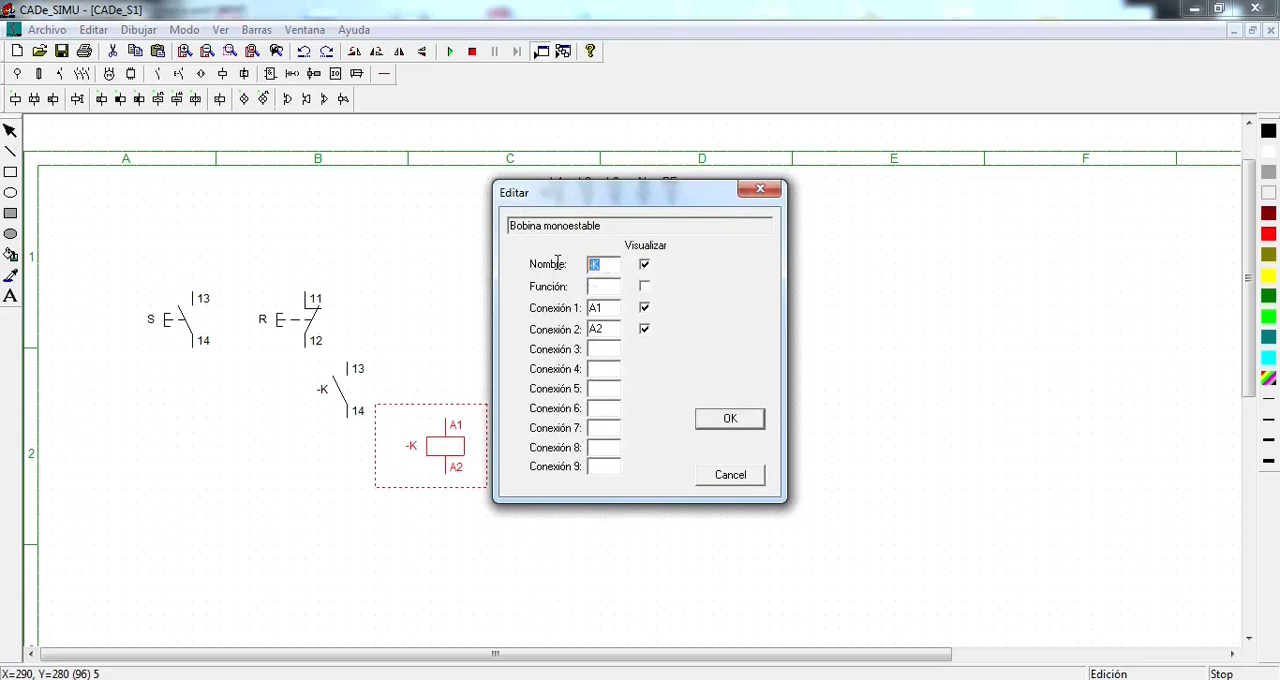 CADe_SIMU - [CADe_S1]
Archivo Editar Dibujar Modo Ver Barras Ventana Ayuda
A B C D E F
Editar
Bobina monoestable
Visualizar
Nombre: -K
Función:
Conexión 1: A1
Conexión 2: A2
Conexión 3:
Conexión 4:
Conexión 5:
Conexión 6:
Conexión 7:
Conexión 8:
Conexión 9:
OK
Cancel
1
2
S 13 14
R 11 12
-K 13 14
-K A1 A2
A
X=290, Y=280 (96) 5
Edición
Stop